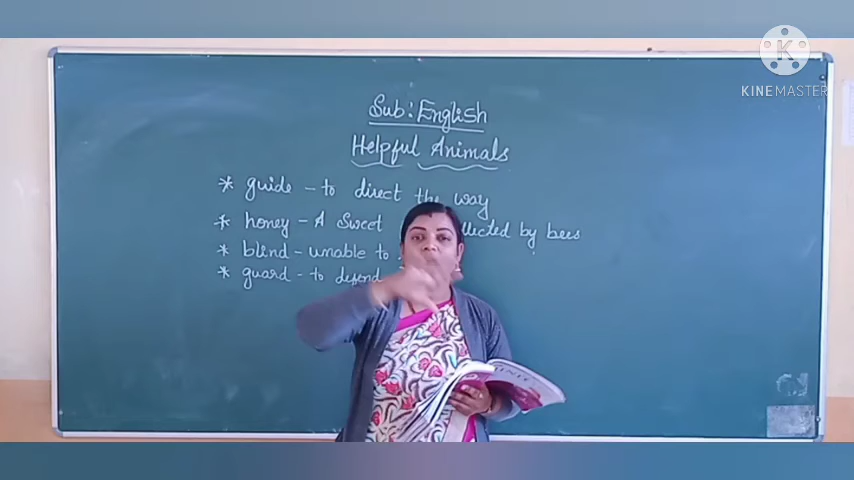 Sub: English
Helpful Animals
* guide - to direct the way
* honey - A sweet collected by bees
* blind - unable to
* guard - to defend
K
KINEMASTER